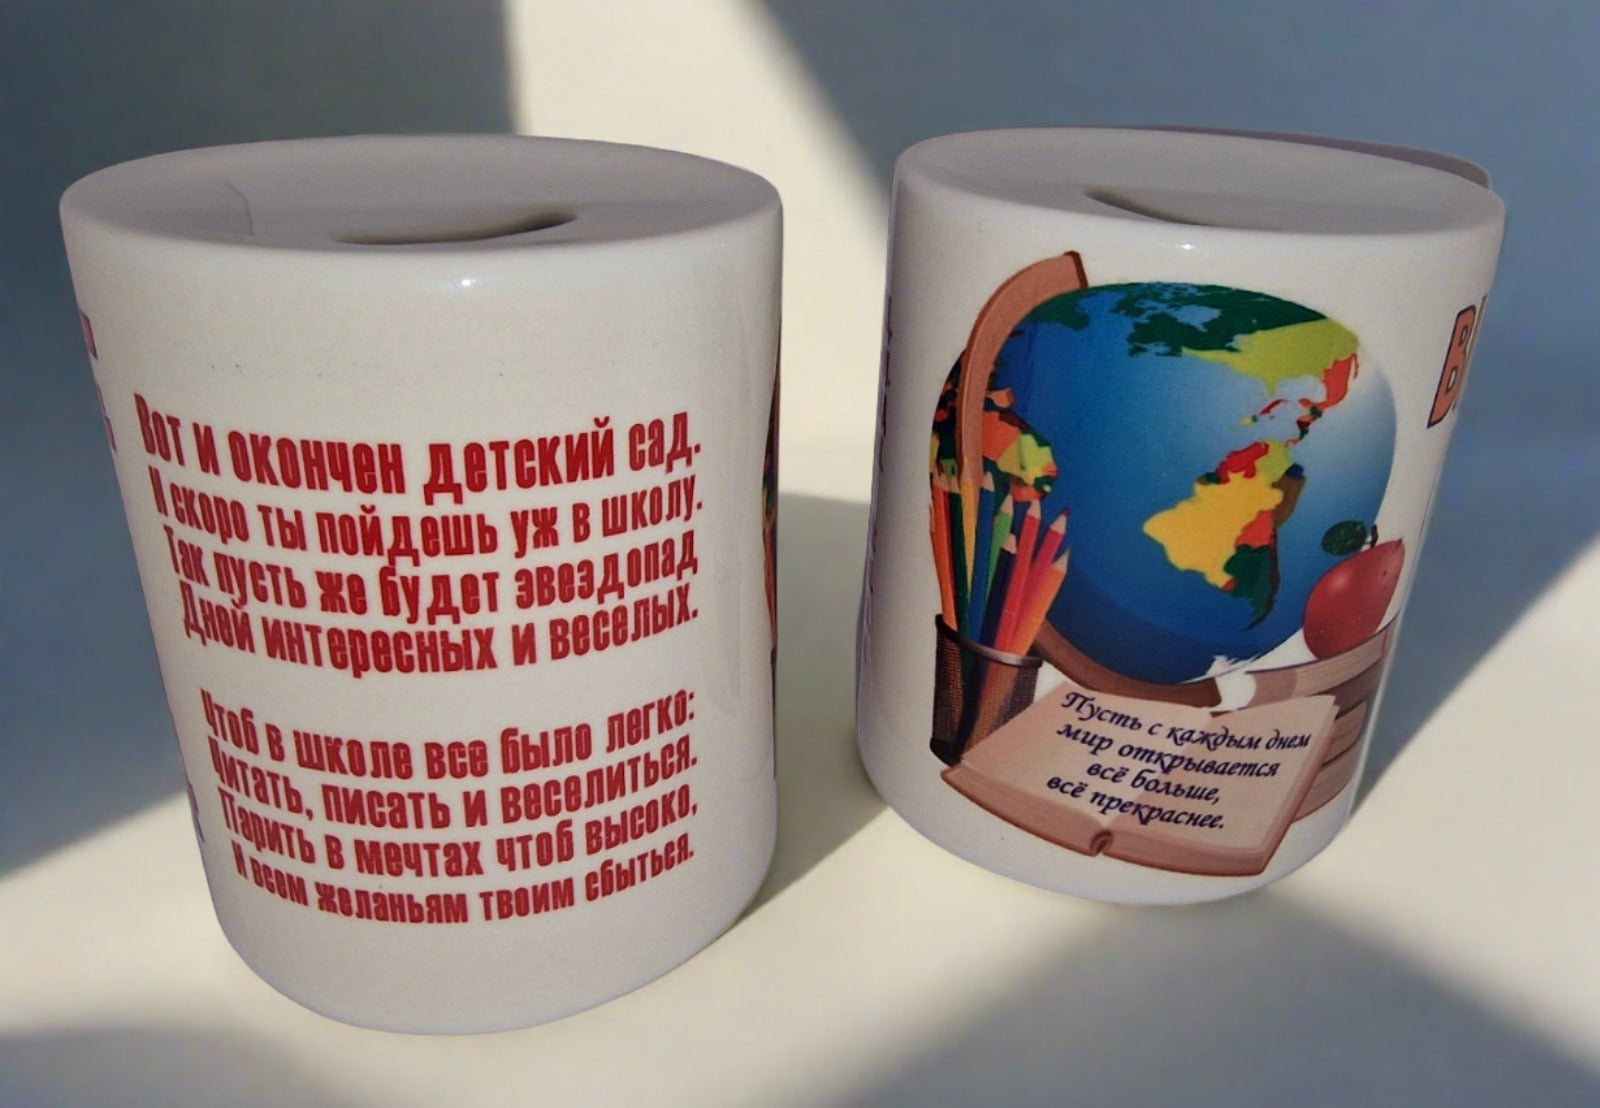 Вот и окончен детский сад.
И скоро ты пойдешь уж в школу.
Так пусть же будет звездопад
Дней интересных и веселых.
Чтоб в школе все было легко:
Читать, писать и веселиться.
Парить в мечтах чтоб высоко,
И всем желаньям твоим сбыться.
Пусть с каждым днем
мир открывается
всё больше,
всё прекраснее.